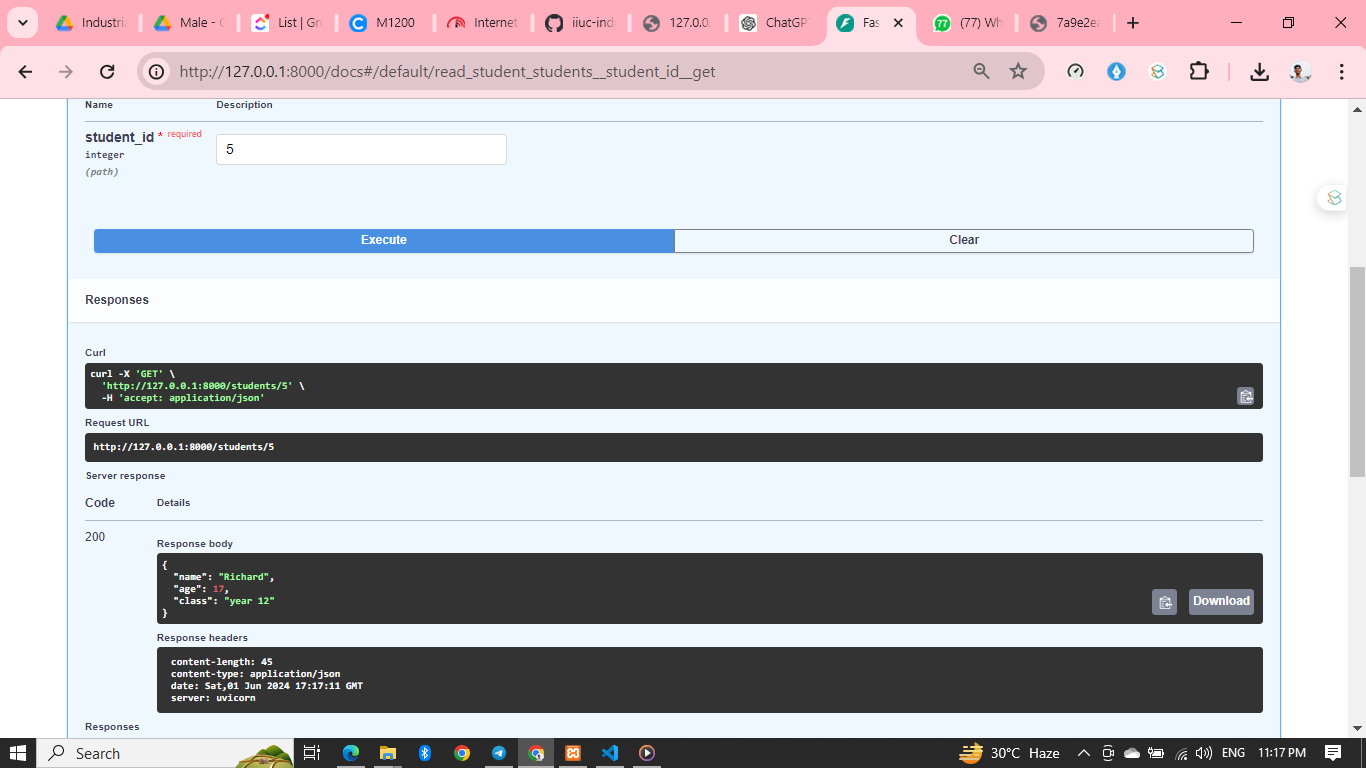 Industria
Male - C
List | Gro
M1200
Internet
iiuc-ind
127.0.0.
ChatGP
Fas
(77) Wh
7a9e2ea
http://127.0.0.1:8000/docs#/default/read_student_students__student_id__get
Name Description
student_id * required
integer
(path)
5
Execute Clear
Responses
Curl
curl -X 'GET' \
'http://127.0.0.1:8000/students/5' \
-H 'accept: application/json'
Request URL
http://127.0.0.1:8000/students/5
Server response
Code Details
200
Response body
{
"name": "Richard",
"age": 17,
"class": "year 12"
}
Download
Response headers
content-length: 45
content-type: application/json
date: Sat,01 Jun 2024 17:17:11 GMT
server: uvicorn
Responses
Search 30°C Haze ENG 11:17 PM